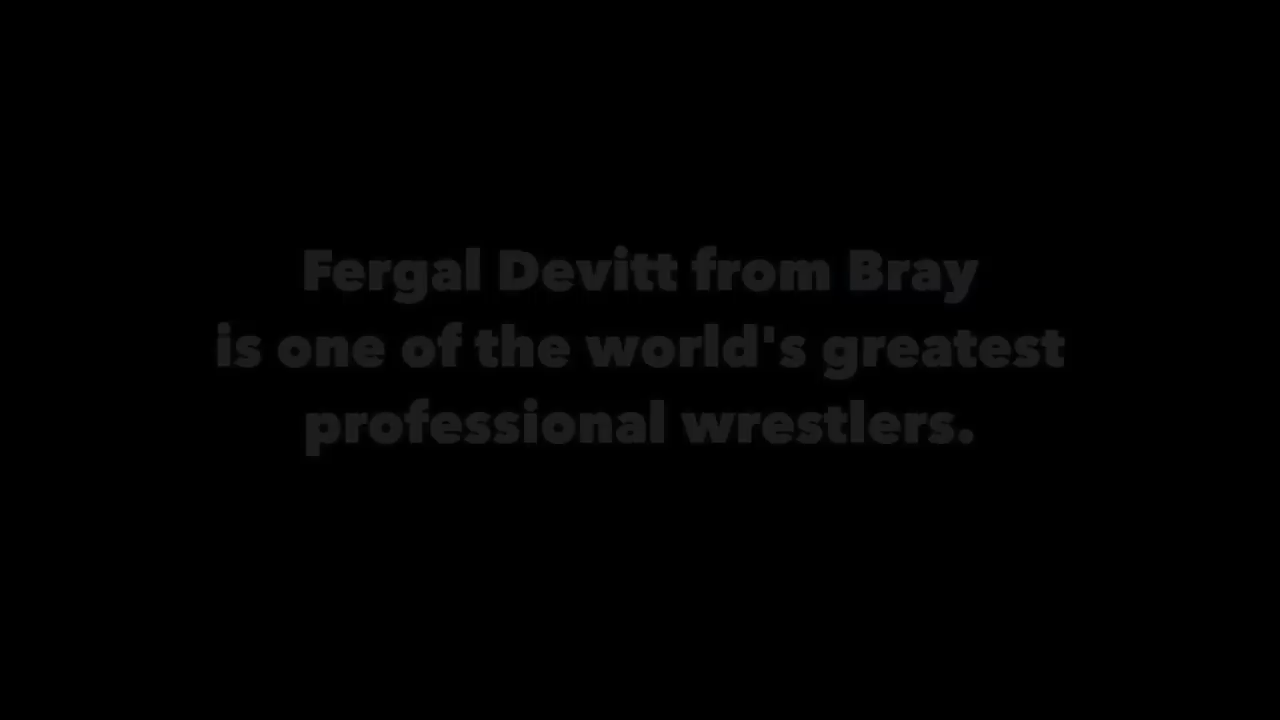 Fergal Devitt from Bray
is one of the world's greatest
professional wrestlers.